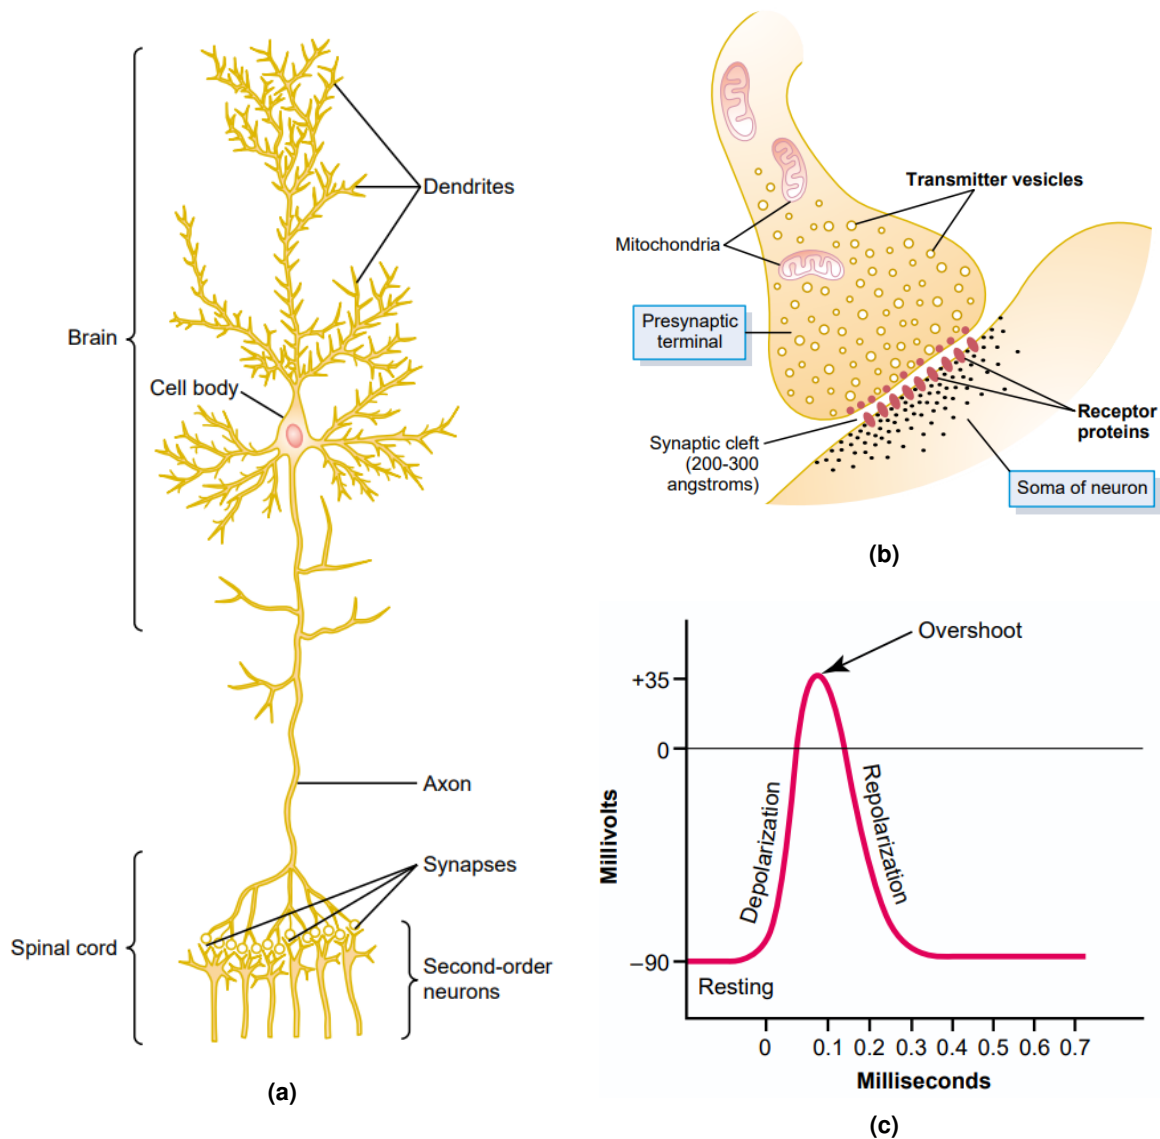 Brain
Dendrites
Cell body
Axon
Synapses
Spinal cord
Second-order
neurons
(a)
Transmitter vesicles
Mitochondria
Presynaptic
terminal
Receptor
proteins
Synaptic cleft
(200-300
angstroms)
Soma of neuron
(b)
Overshoot
+35
0
–90
Millivolts
Depolarization
Repolarization
Resting
0 0.1 0.2 0.3 0.4 0.5 0.6 0.7
Milliseconds
(c)